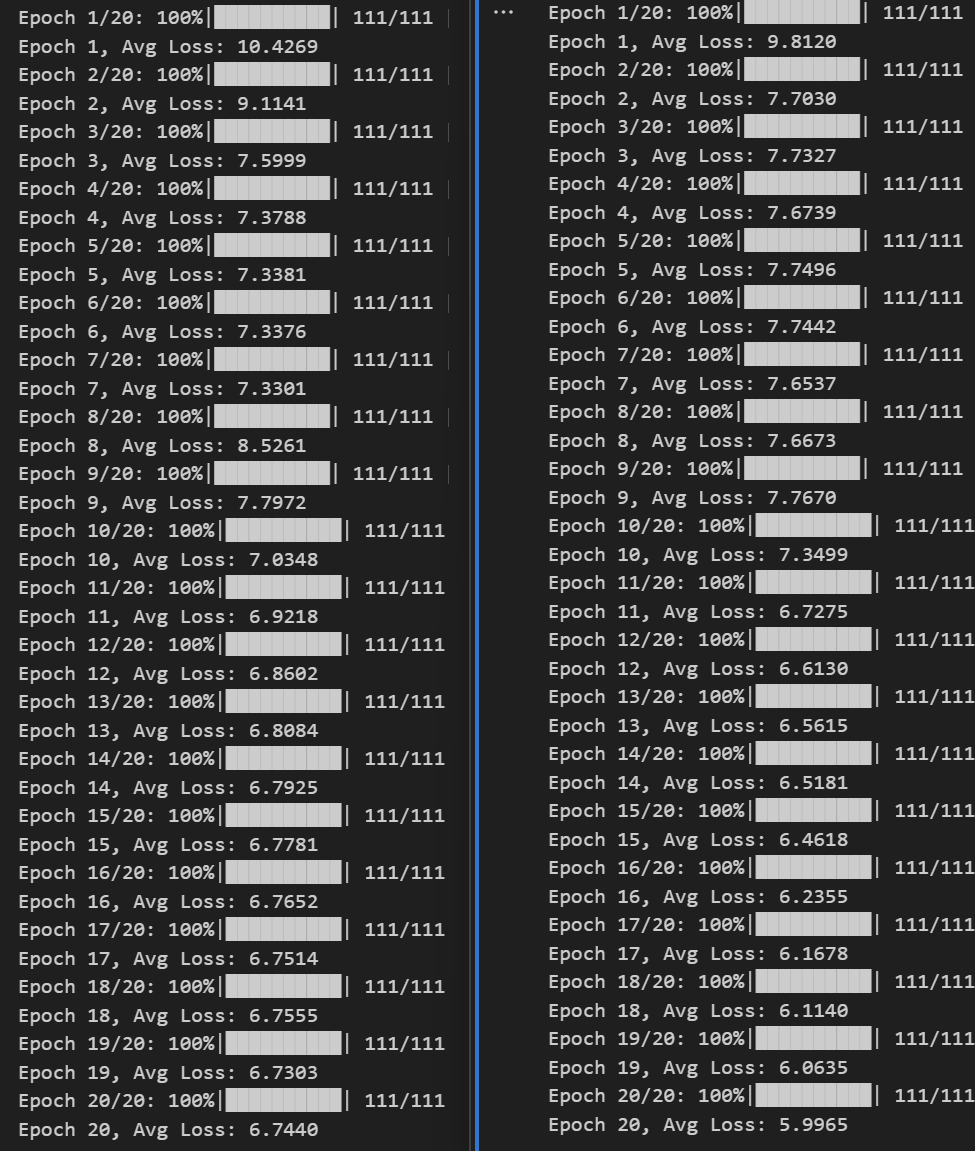 Epoch 1/20: 100%|██████████| 111/111
Epoch 1, Avg Loss: 10.4269
Epoch 2/20: 100%|██████████| 111/111
Epoch 2, Avg Loss: 9.1141
Epoch 3/20: 100%|██████████| 111/111
Epoch 3, Avg Loss: 7.5999
Epoch 4/20: 100%|██████████| 111/111
Epoch 4, Avg Loss: 7.3788
Epoch 5/20: 100%|██████████| 111/111
Epoch 5, Avg Loss: 7.3381
Epoch 6/20: 100%|██████████| 111/111
Epoch 6, Avg Loss: 7.3376
Epoch 7/20: 100%|██████████| 111/111
Epoch 7, Avg Loss: 7.3301
Epoch 8/20: 100%|██████████| 111/111
Epoch 8, Avg Loss: 8.5261
Epoch 9/20: 100%|██████████| 111/111
Epoch 9, Avg Loss: 7.7972
Epoch 10/20: 100%|██████████| 111/111
Epoch 10, Avg Loss: 7.0348
Epoch 11/20: 100%|██████████| 111/111
Epoch 11, Avg Loss: 6.9218
Epoch 12/20: 100%|██████████| 111/111
Epoch 12, Avg Loss: 6.8602
Epoch 13/20: 100%|██████████| 111/111
Epoch 13, Avg Loss: 6.8084
Epoch 14/20: 100%|██████████| 111/111
Epoch 14, Avg Loss: 6.7925
Epoch 15/20: 100%|██████████| 111/111
Epoch 15, Avg Loss: 6.7781
Epoch 16/20: 100%|██████████| 111/111
Epoch 16, Avg Loss: 6.7652
Epoch 17/20: 100%|██████████| 111/111
Epoch 17, Avg Loss: 6.7514
Epoch 18/20: 100%|██████████| 111/111
Epoch 18, Avg Loss: 6.7555
Epoch 19/20: 100%|██████████| 111/111
Epoch 19, Avg Loss: 6.7303
Epoch 20/20: 100%|██████████| 111/111
Epoch 20, Avg Loss: 6.7440
...
Epoch 1/20: 100%|██████████| 111/111
Epoch 1, Avg Loss: 9.8120
Epoch 2/20: 100%|██████████| 111/111
Epoch 2, Avg Loss: 7.7030
Epoch 3/20: 100%|██████████| 111/111
Epoch 3, Avg Loss: 7.7327
Epoch 4/20: 100%|██████████| 111/111
Epoch 4, Avg Loss: 7.6739
Epoch 5/20: 100%|██████████| 111/111
Epoch 5, Avg Loss: 7.7496
Epoch 6/20: 100%|██████████| 111/111
Epoch 6, Avg Loss: 7.7442
Epoch 7/20: 100%|██████████| 111/111
Epoch 7, Avg Loss: 7.6537
Epoch 8/20: 100%|██████████| 111/111
Epoch 8, Avg Loss: 7.6673
Epoch 9/20: 100%|██████████| 111/111
Epoch 9, Avg Loss: 7.7670
Epoch 10/20: 100%|██████████| 111/111
Epoch 10, Avg Loss: 7.3499
Epoch 11/20: 100%|██████████| 111/111
Epoch 11, Avg Loss: 6.7275
Epoch 12/20: 100%|██████████| 111/111
Epoch 12, Avg Loss: 6.6130
Epoch 13/20: 100%|██████████| 111/111
Epoch 13, Avg Loss: 6.5615
Epoch 14/20: 100%|██████████| 111/111
Epoch 14, Avg Loss: 6.5181
Epoch 15/20: 100%|██████████| 111/111
Epoch 15, Avg Loss: 6.4618
Epoch 16/20: 100%|██████████| 111/111
Epoch 16, Avg Loss: 6.2355
Epoch 17/20: 100%|██████████| 111/111
Epoch 17, Avg Loss: 6.1678
Epoch 18/20: 100%|██████████| 111/111
Epoch 18, Avg Loss: 6.1140
Epoch 19/20: 100%|██████████| 111/111
Epoch 19, Avg Loss: 6.0635
Epoch 20/20: 100%|██████████| 111/111
Epoch 20, Avg Loss: 5.9965